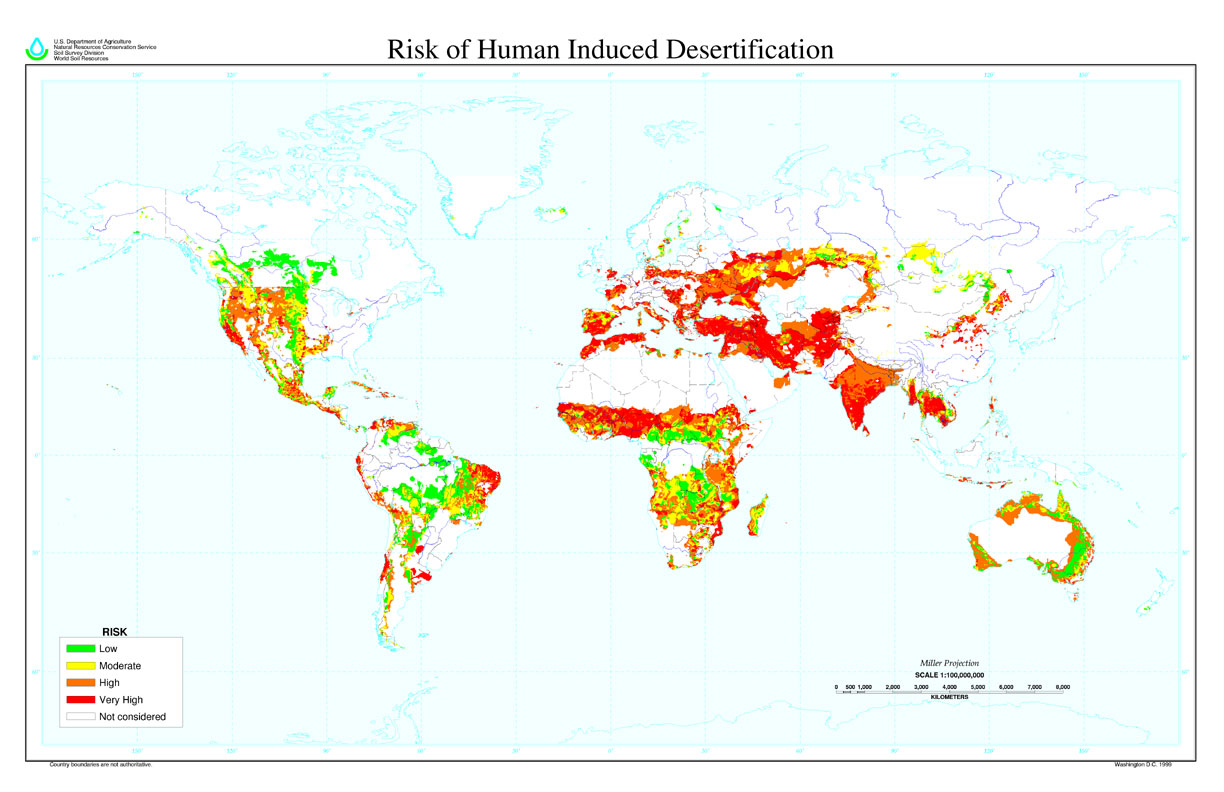 U.S. Department of Agriculture
Natural Resources Conservation Service
Soil Survey Division
World Soil Resources
Risk of Human Induced Desertification
RISK
Low
Moderate
High
Very High
Not considered
Miller Projection
SCALE 1:100,000,000
0 500 1,000 2,000 3,000 4,000 5,000 6,000 7,000 8,000
KILOMETERS
Country boundaries are not authoritative.
Washington D.C. 1999